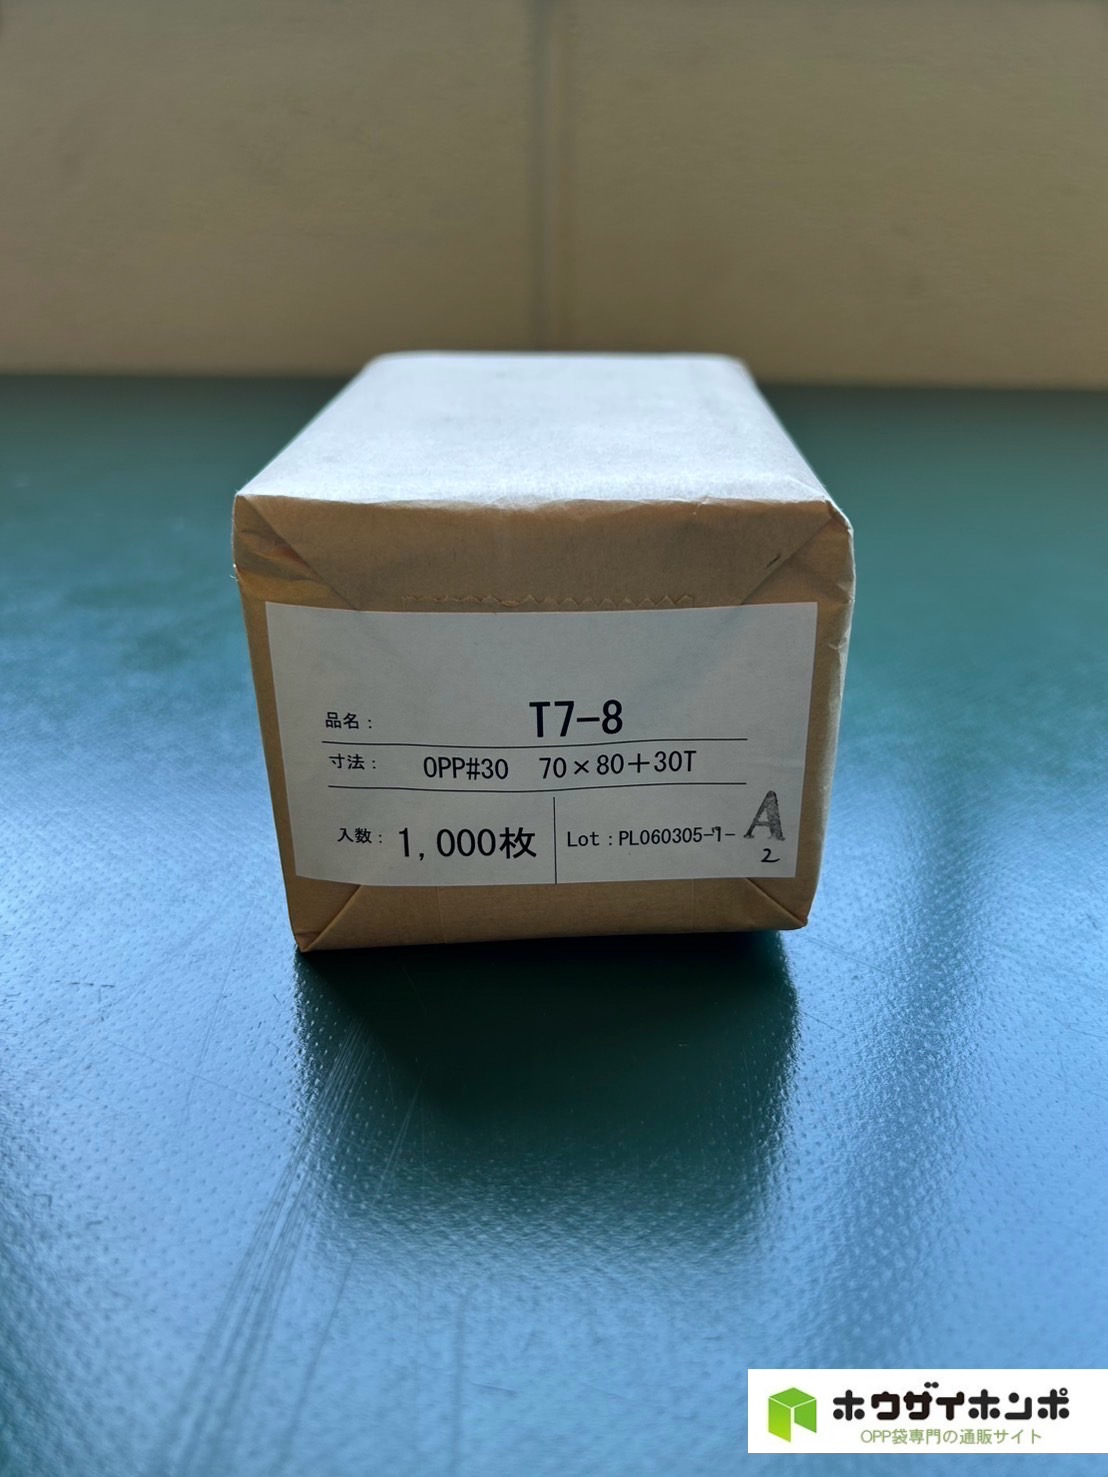 品名： T7-8
寸法： OPP#30 70×80＋30T
入数： 1,000枚 Lot：PL060305-7- A
2
ホウザイホンポ
OPP袋専門の通販サイト